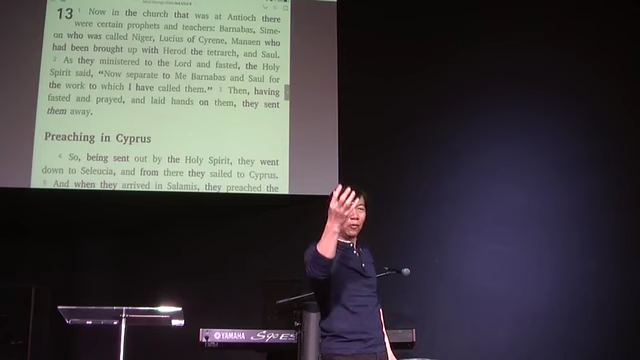 13 1 Now in the church that was at Antioch there
were certain prophets and teachers: Barnabas, Sime-
on who was called Niger, Lucius of Cyrene, Manaen who
had been brought up with Herod the tetrarch, and Saul.
2 As they ministered to the Lord and fasted, the Holy
Spirit said, “Now separate to Me Barnabas and Saul for
the work to which I have called them.” 3 Then, having
fasted and prayed, and laid hands on them, they sent
them away.
Preaching in Cyprus
4 So, being sent out by the Holy Spirit, they went
down to Seleucia, and from there they sailed to Cyprus.
5 And when they arrived in Salamis, they preached the
YAMAHA S90 ES